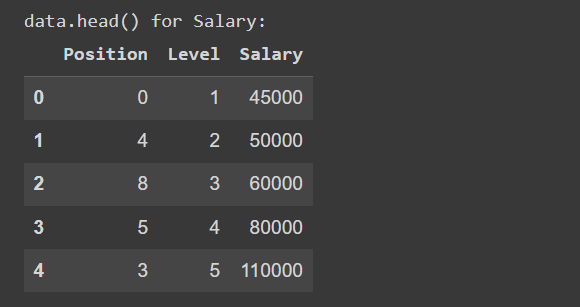 data.head() for Salary:
Position Level Salary
0 0 1 45000
1 4 2 50000
2 8 3 60000
3 5 4 80000
4 3 5 110000